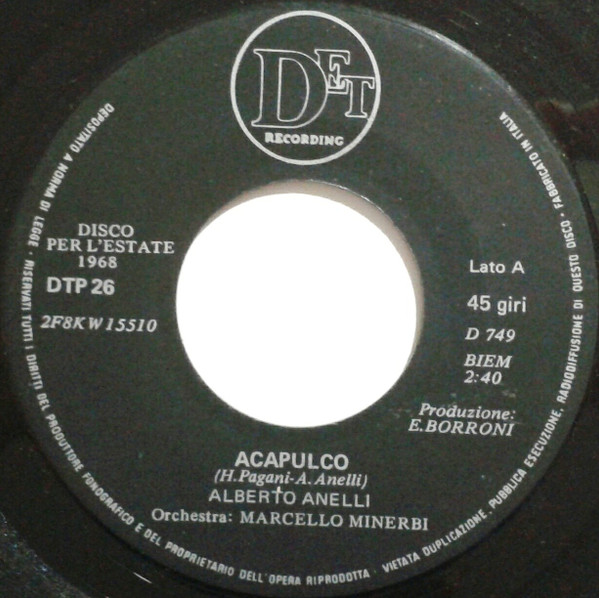 DET
RECORDING
DISCO
PER L'ESTATE
1968
DTP 26
2F8KW15510
Lato A
45 giri
D 749
BIEM
2:40
Produzione:
E.BORRONI
ACAPULCO
(H.Pagani-A.Anelli)
ALBERTO ANELLI
Orchestra: MARCELLO MINERBI
DEPOSITATO A NORMA DI LEGGE · RISERVATI TUTTI I DIRITTI DEL PRODUTTORE FONOGRAFICO E DEL PROPRIETARIO DELL'OPERA RIPRODOTTA · VIETATA DUPLICAZIONE, PUBBLICA ESECUZIONE, RADIODIFFUSIONE DI QUESTO DISCO · FABBRICATO IN ITALIA